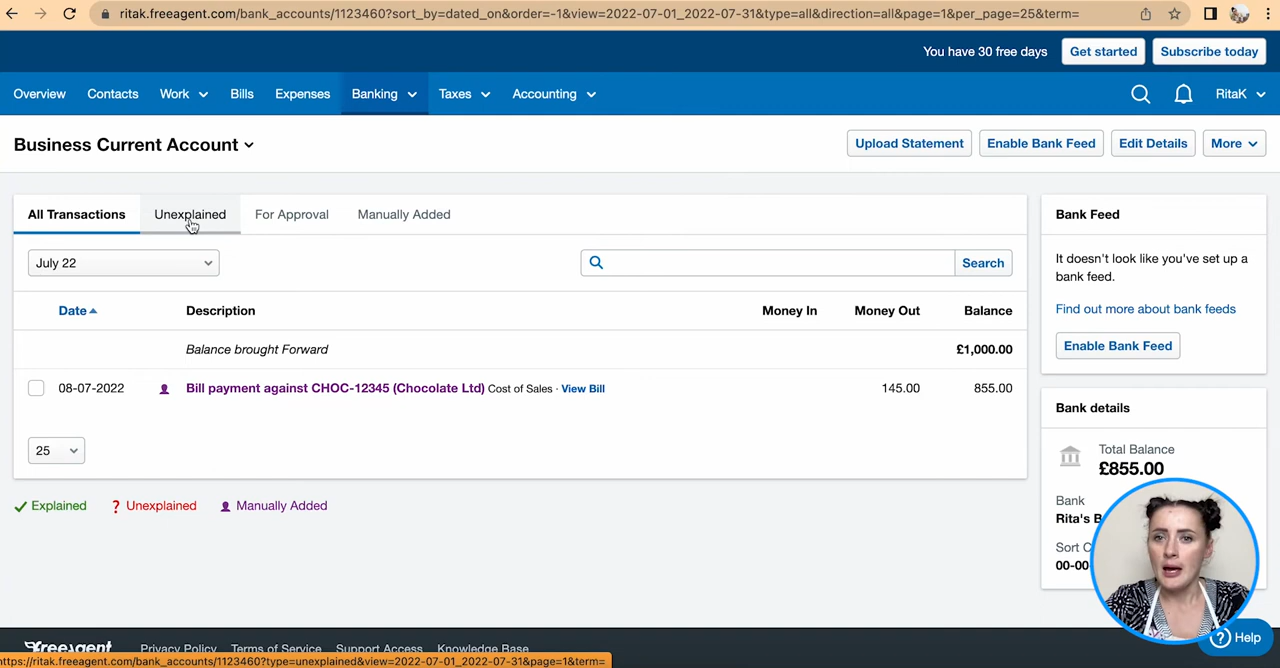 ritak.freeagent.com/bank_accounts/1123460?sort_by=dated_on&order=-1&view=2022-07-01_2022-07-31&type=all&direction=all&page=1&per_page=25&term=
You have 30 free days Get started Subscribe today
Overview Contacts Work Bills Expenses Banking Taxes Accounting RitaK
Business Current Account Upload Statement Enable Bank Feed Edit Details More
All Transactions Unexplained For Approval Manually Added
July 22 Search
Date Description Money In Money Out Balance
Balance brought Forward £1,000.00
08-07-2022 Bill payment against CHOC-12345 (Chocolate Ltd) Cost of Sales · View Bill 145.00 855.00
25
Explained ? Unexplained Manually Added
Bank Feed
It doesn't look like you've set up a
bank feed.
Find out more about bank feeds
Enable Bank Feed
Bank details
Total Balance
£855.00
Bank
Rita's
Sort
00-00
Help
freeagent Privacy Policy Terms of Service Support Access Knowledge Base
https://ritak.freeagent.com/bank_accounts/1123460?type=unexplained&view=2022-07-01_2022-07-31&page=1&term=